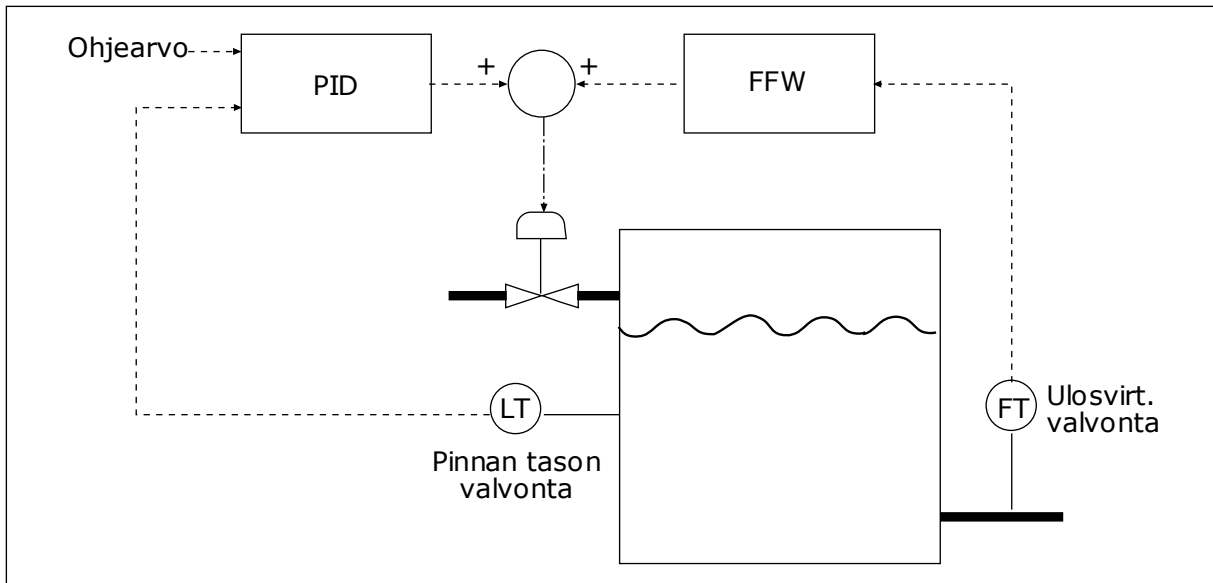 Ohjearvo
PID
+
+
FFW
LT
Pinnan tason
valvonta
FT
Ulosvirt.
valvonta